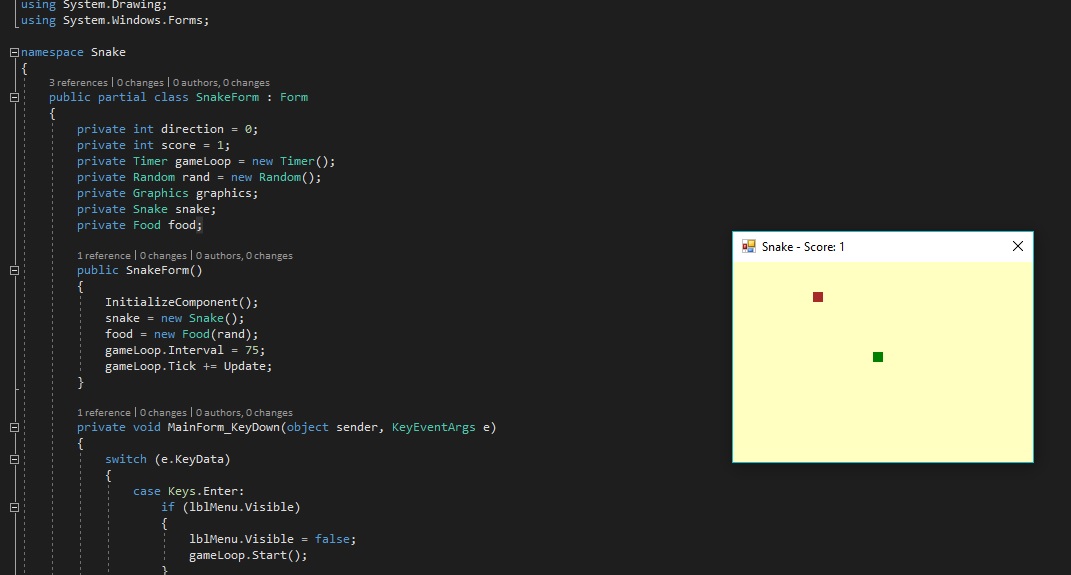 using System.Drawing;
using System.Windows.Forms;
namespace Snake
{
3 references | 0 changes | 0 authors, 0 changes
public partial class SnakeForm : Form
{
private int direction = 0;
private int score = 1;
private Timer gameLoop = new Timer();
private Random rand = new Random();
private Graphics graphics;
private Snake snake;
private Food food;
1 reference | 0 changes | 0 authors, 0 changes
public SnakeForm()
{
InitializeComponent();
snake = new Snake();
food = new Food(rand);
gameLoop.Interval = 75;
gameLoop.Tick += Update;
}
1 reference | 0 changes | 0 authors, 0 changes
private void MainForm_KeyDown(object sender, KeyEventArgs e)
{
switch (e.KeyData)
{
case Keys.Enter:
if (lblMenu.Visible)
{
lblMenu.Visible = false;
gameLoop.Start();
}
Snake - Score: 1